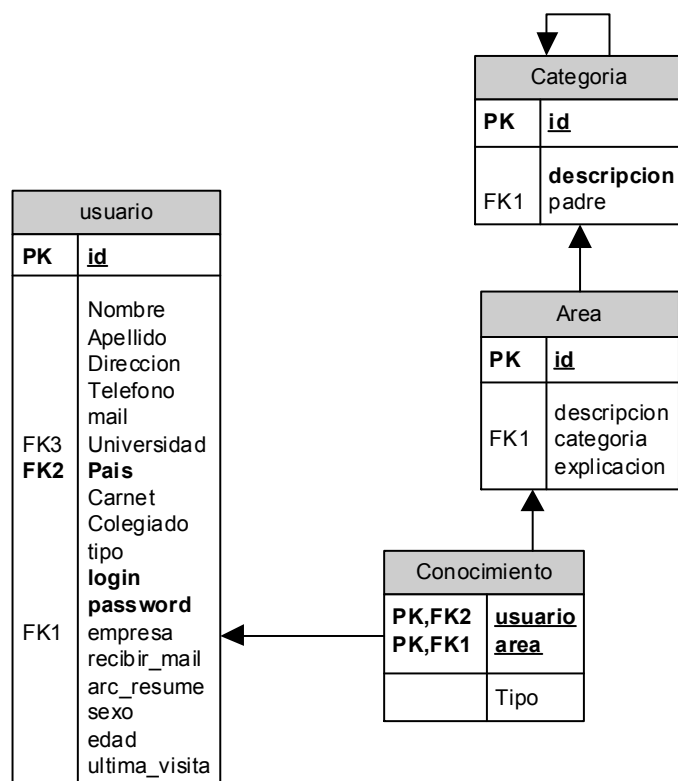 Categoria
PK id
descripcion
FK1 padre
usuario
PK id
Nombre
Apellido
Direccion
Telefono
mail
FK3 Universidad
FK2 Pais
Carnet
Colegiado
tipo
login
password
FK1 empresa
recibir_mail
arc_resume
sexo
edad
ultima_visita
Area
PK id
descripcion
FK1 categoria
explicacion
Conocimiento
PK,FK2 usuario
PK,FK1 area
Tipo